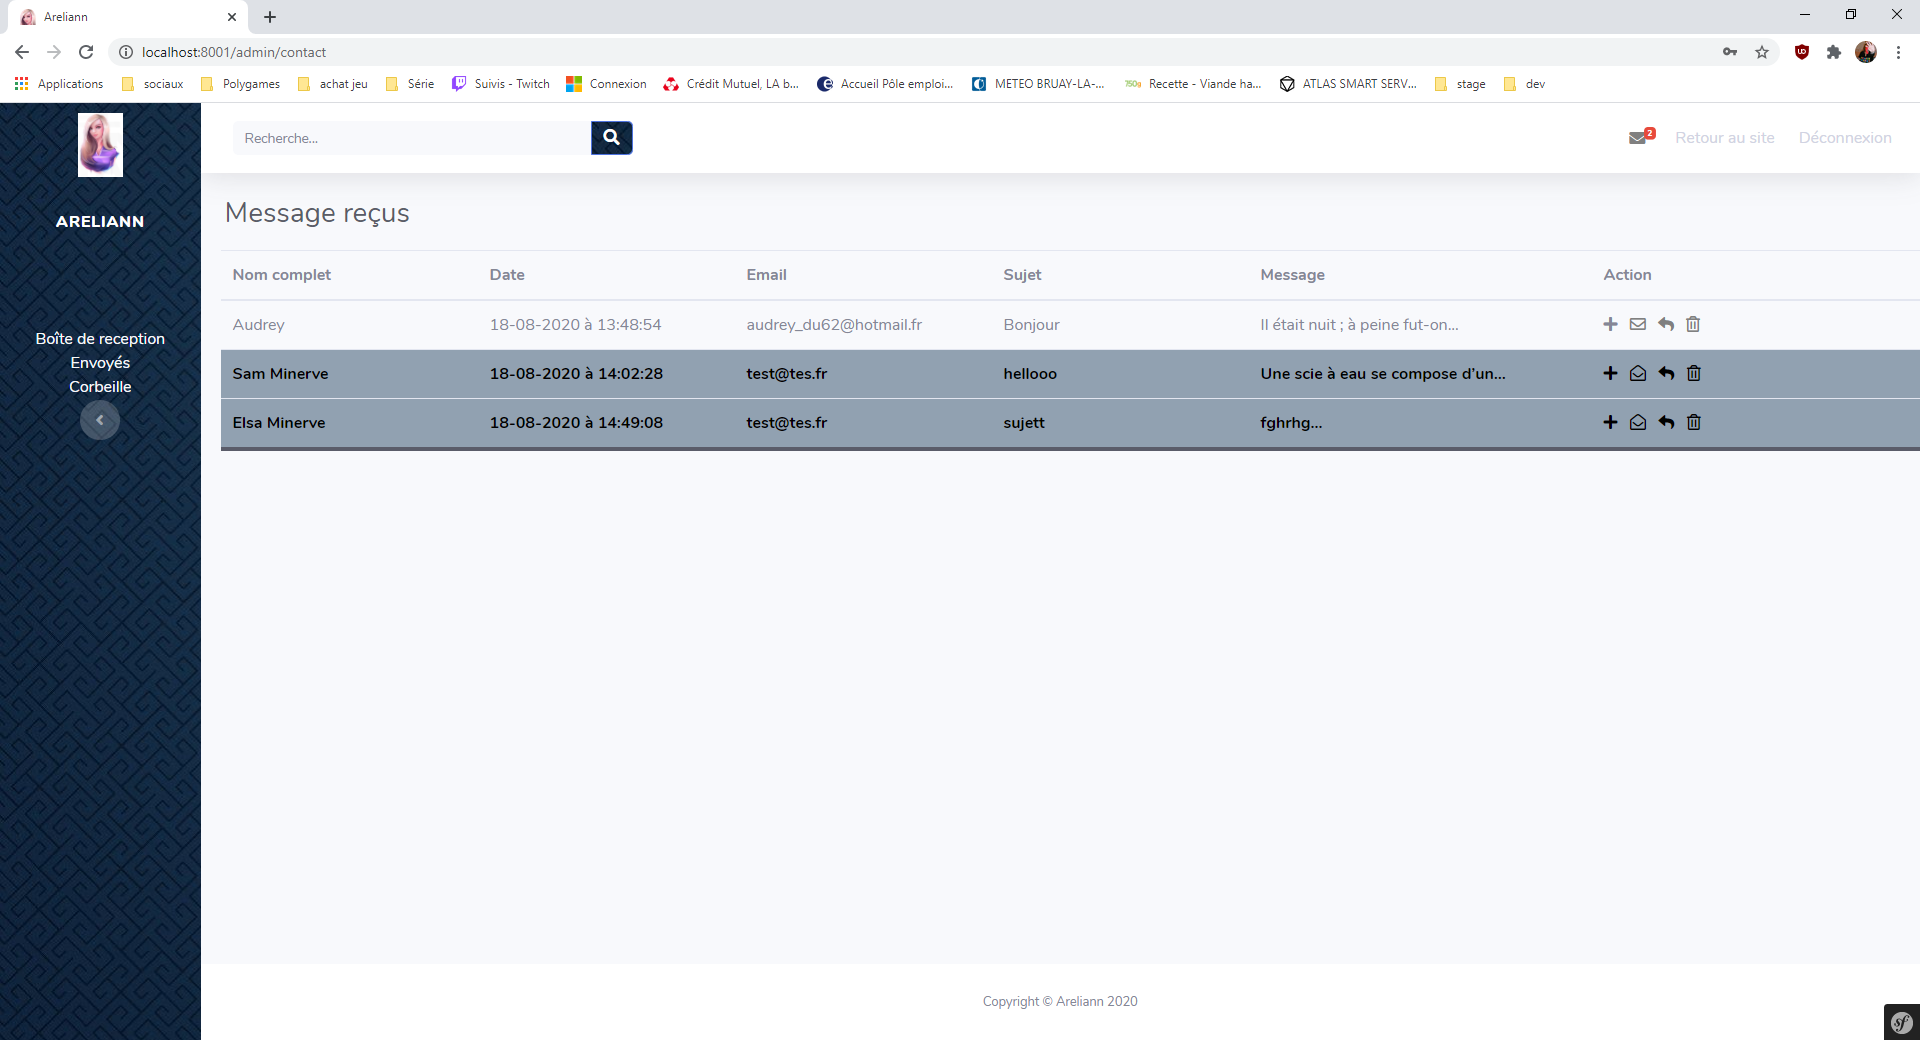 Areliann
localhost:8001/admin/contact
Applications sociaux Polygames achat jeu Série Suivis - Twitch Connexion Crédit Mutuel, LA b... Accueil Pôle emploi... METEO BRUAY-LA-... 750g Recette - Viande ha... ATLAS SMART SERV... stage dev
Recherche...
2 Retour au site Déconnexion
ARELIANN
Boîte de reception
Envoyés
Corbeille
Message reçus
Nom complet Date Email Sujet Message Action
Audrey 18-08-2020 à 13:48:54 audrey_du62@hotmail.fr Bonjour Il était nuit ; à peine fut-on...
Sam Minerve 18-08-2020 à 14:02:28 test@tes.fr hellooo Une scie à eau se compose d’un...
Elsa Minerve 18-08-2020 à 14:49:08 test@tes.fr sujett fghrhg...
Copyright © Areliann 2020
sf